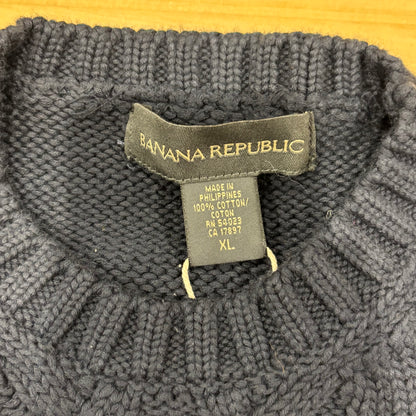 BANANA REPUBLIC
MADE IN
PHILIPPINES
100% COTTON/
COTON
RN 54023
CA 17897
XL